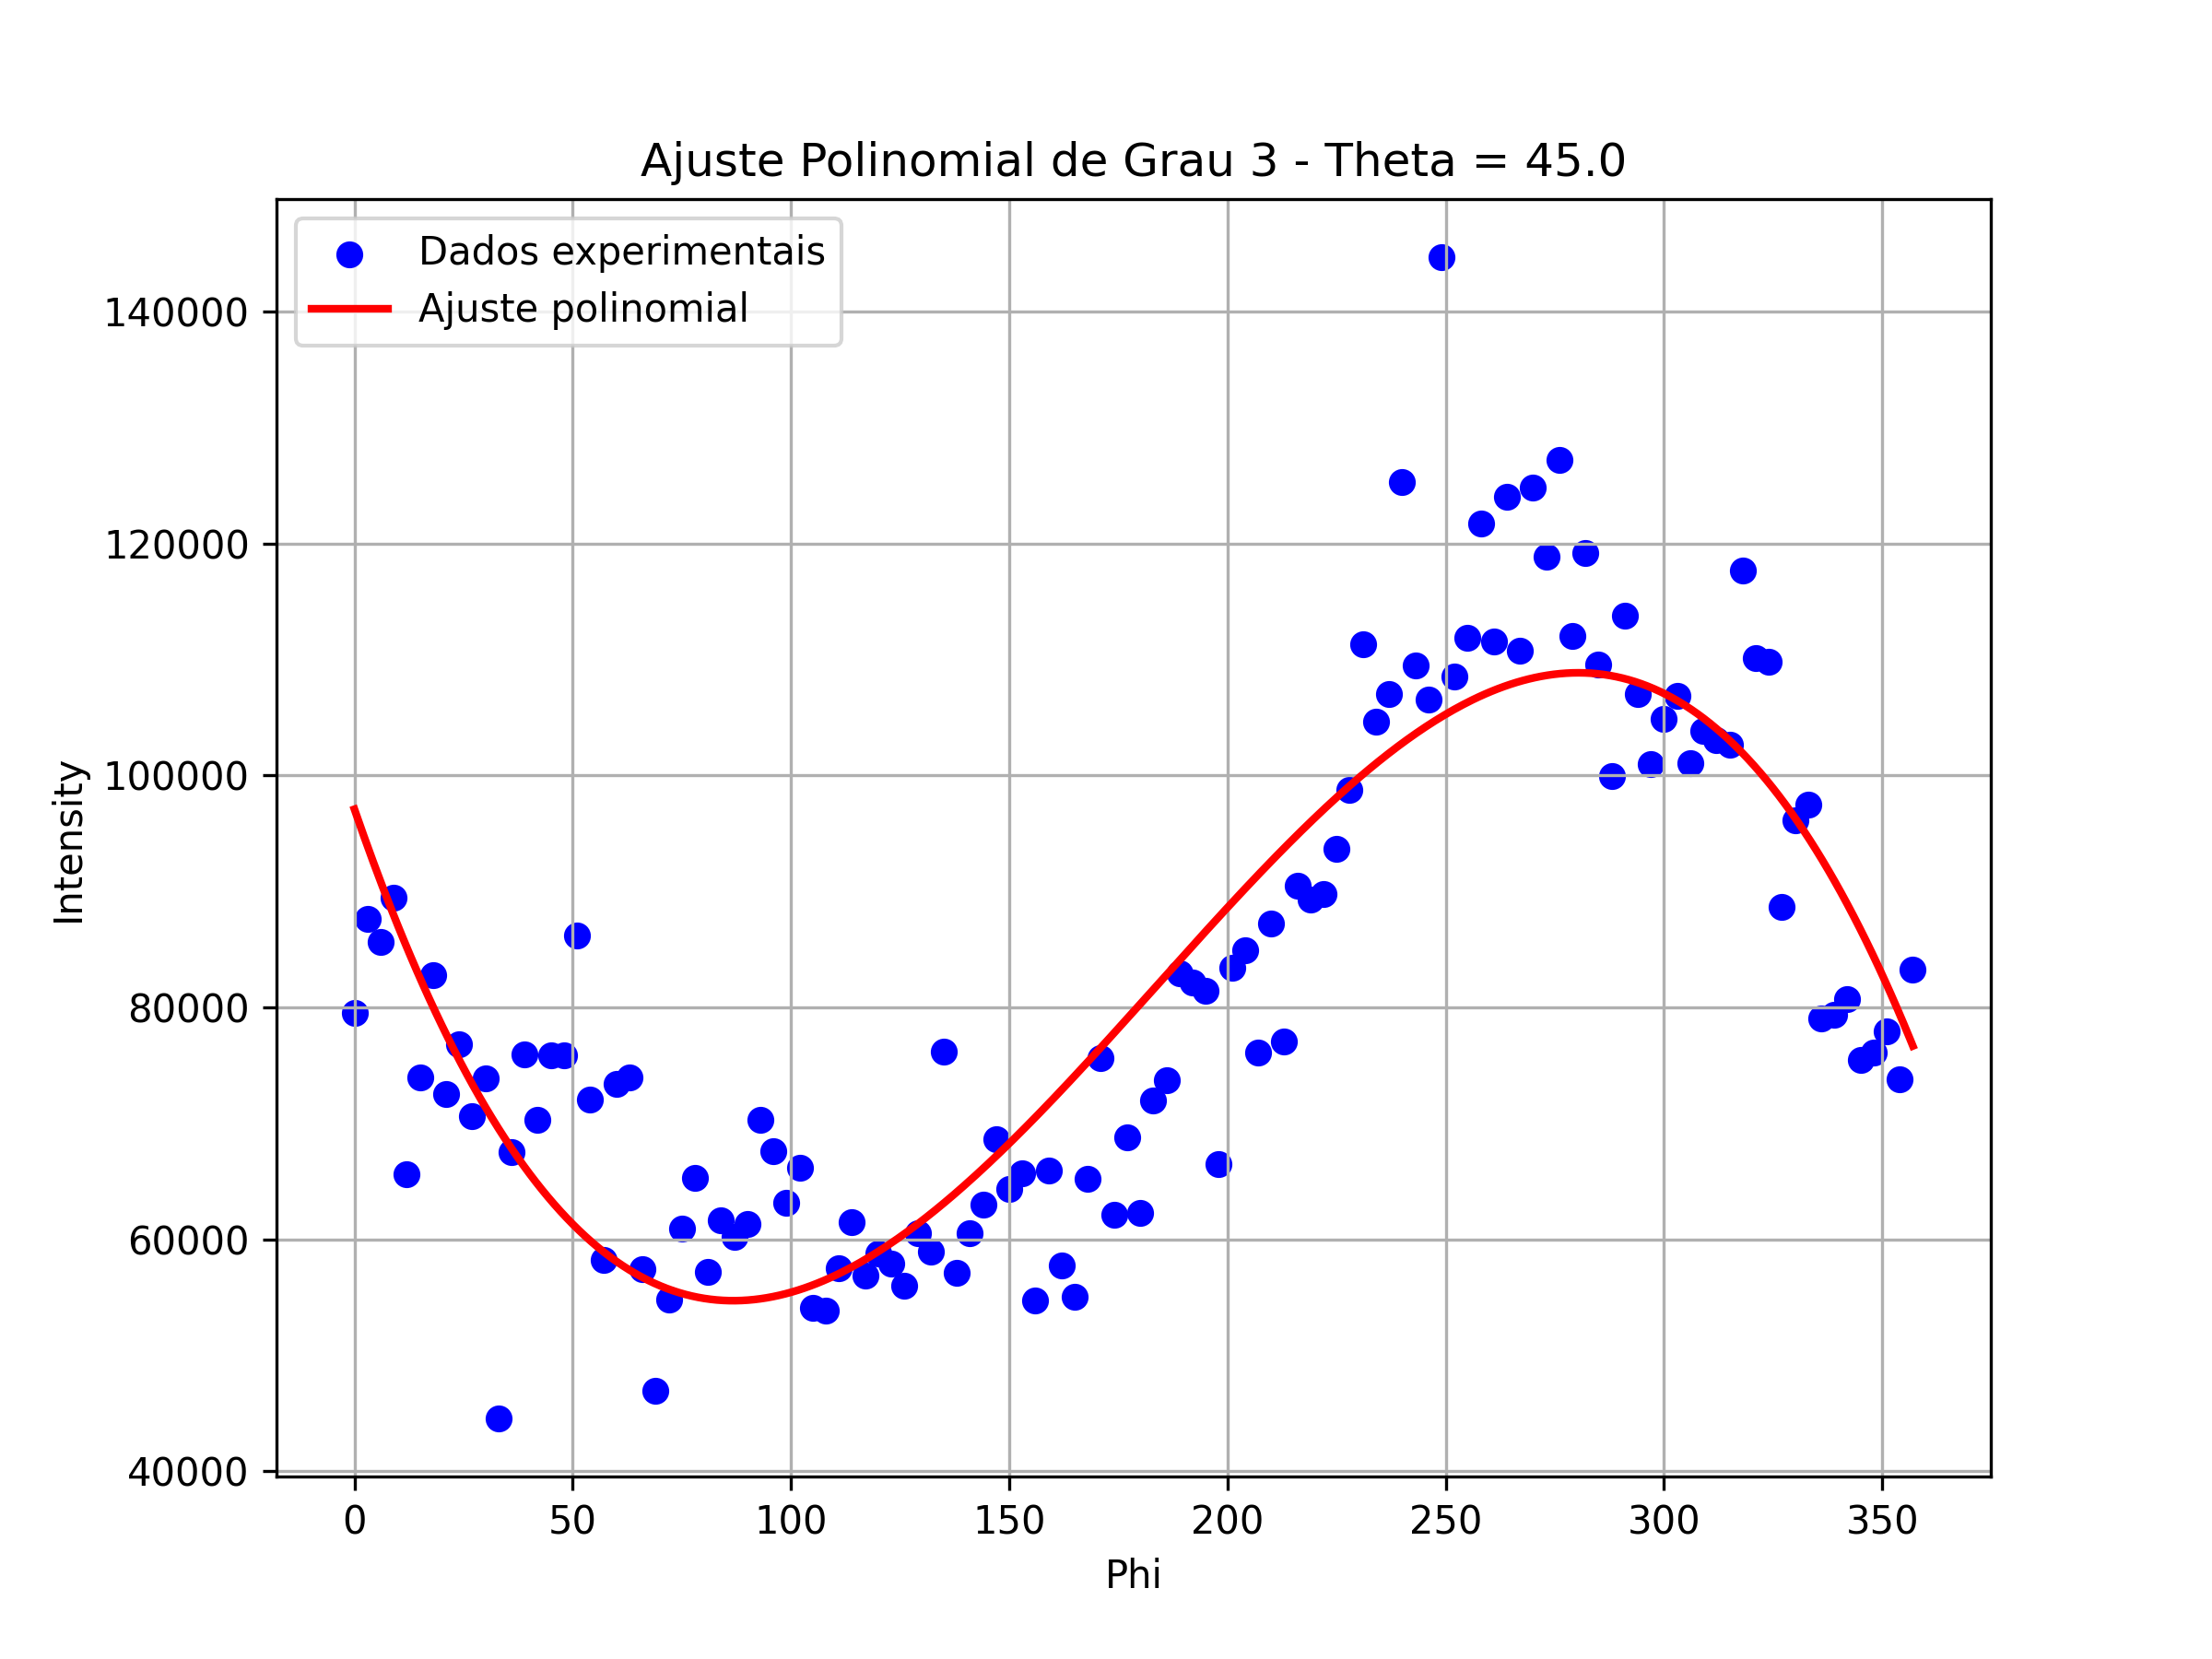 Ajuste Polinomial de Grau 3 - Theta = 45.0
Dados experimentais
Ajuste polinomial
140000
120000
100000
80000
60000
40000
Intensity
0 50 100 150 200 250 300 350
Phi